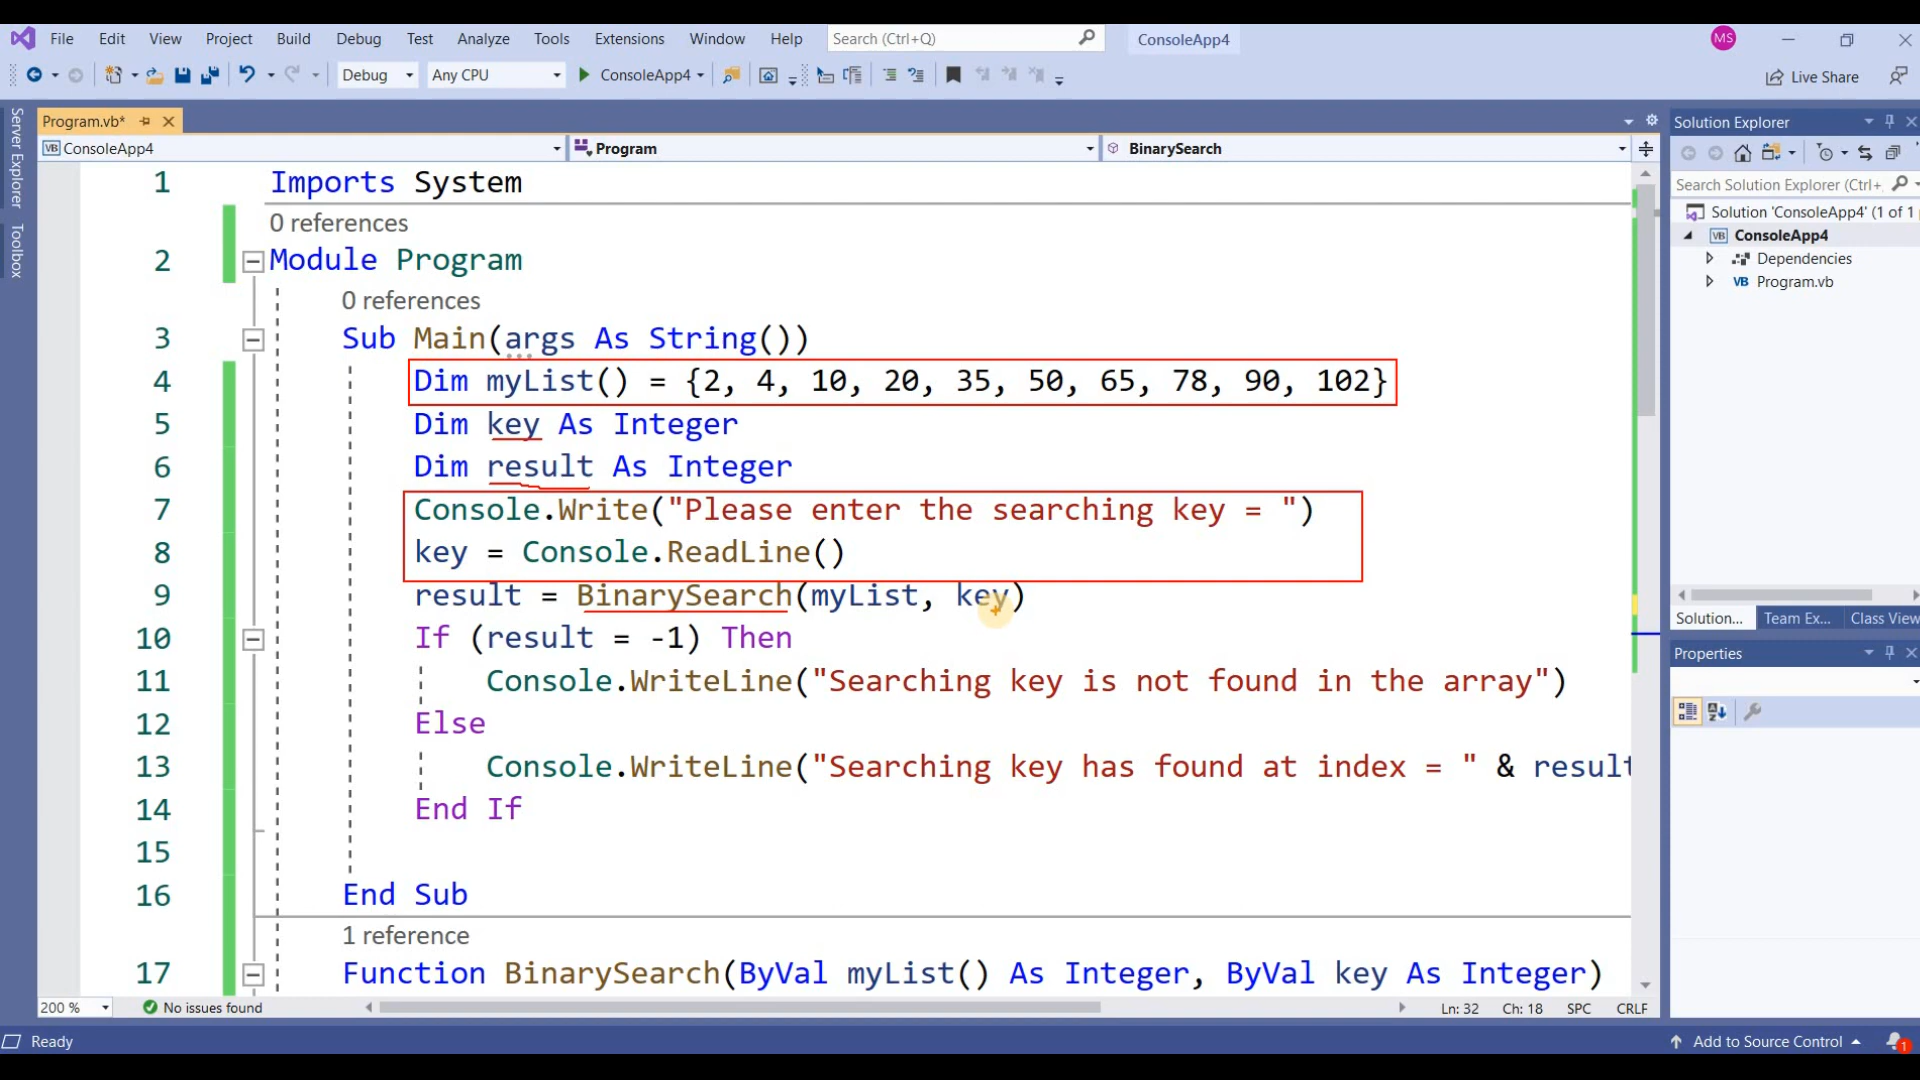 File Edit View Project Build Debug Test Analyze Tools Extensions Window Help Search (Ctrl+Q) ConsoleApp4 MS
Debug Any CPU ConsoleApp4 Live Share
Server Explorer
Toolbox
Program.vb*
ConsoleApp4 Program BinarySearch
1 Imports System
0 references
2 Module Program
0 references
3 Sub Main(args As String())
4 Dim myList() = {2, 4, 10, 20, 35, 50, 65, 78, 90, 102}
5 Dim key As Integer
6 Dim result As Integer
7 Console.Write("Please enter the searching key = ")
8 key = Console.ReadLine()
9 result = BinarySearch(myList, key)
10 If (result = -1) Then
11 Console.WriteLine("Searching key is not found in the array")
12 Else
13 Console.WriteLine("Searching key has found at index = " & result
14 End If
15
16 End Sub
1 reference
17 Function BinarySearch(ByVal myList() As Integer, ByVal key As Integer)
200 % No issues found Ln: 32 Ch: 18 SPC CRLF
Solution Explorer
Search Solution Explorer (Ctrl+
Solution 'ConsoleApp4' (1 of 1
ConsoleApp4
Dependencies
VB Program.vb
Solution... Team Ex... Class View
Properties
Ready Add to Source Control 1